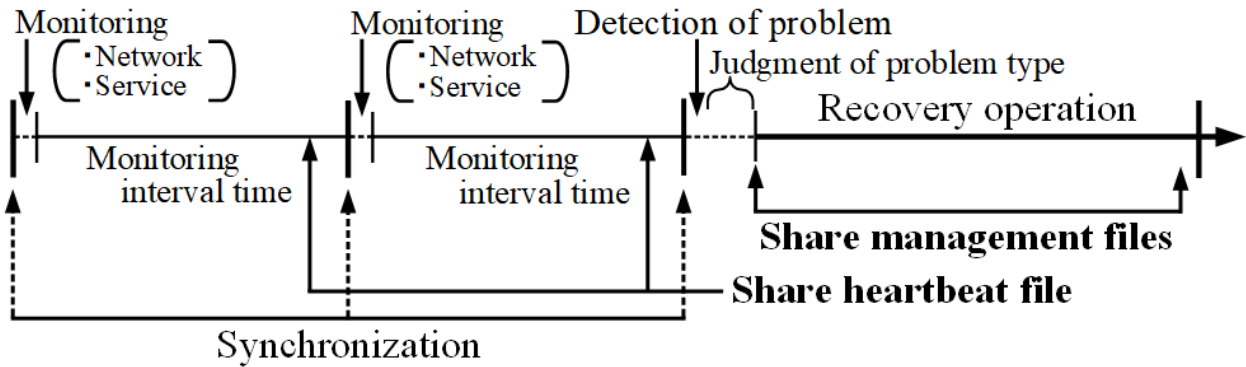 Monitoring
・Network
・Service
Monitoring
・Network
・Service
Detection of problem
Judgment of problem type
Recovery operation
Monitoring
interval time
Monitoring
interval time
Share management files
Share heartbeat file
Synchronization